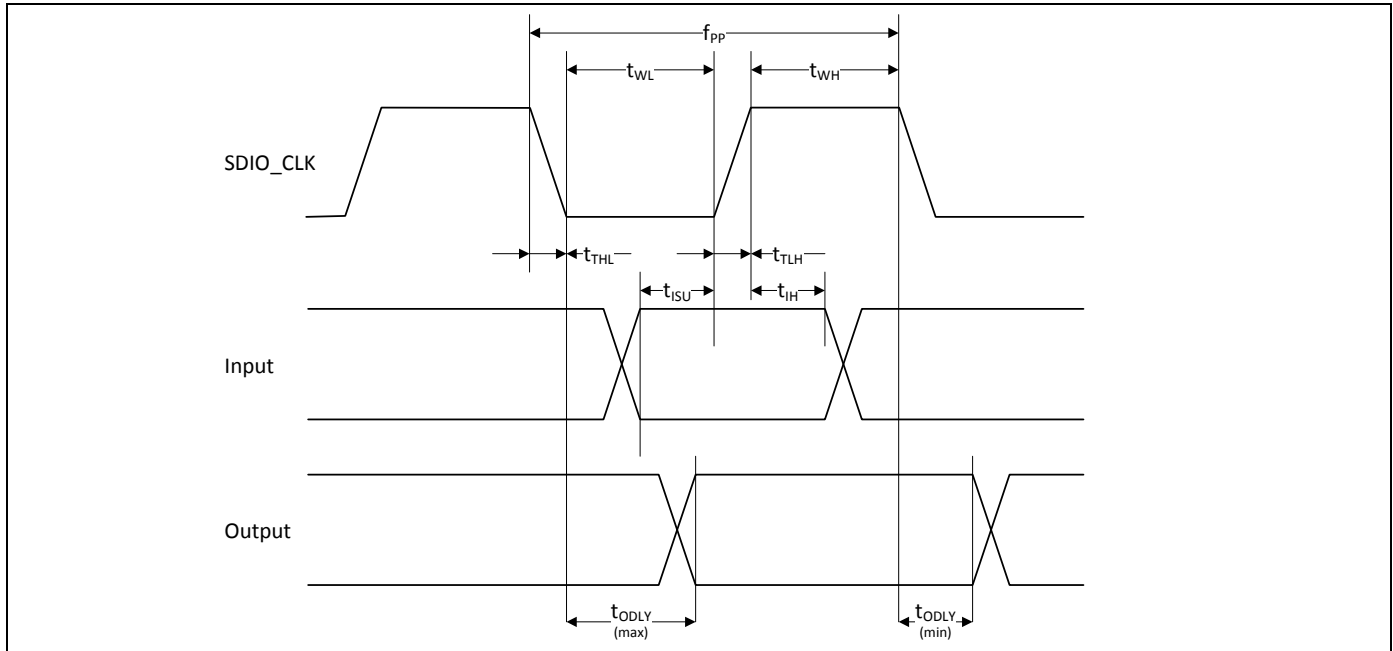 fPP
tWL
tWH
SDIO_CLK
tTHL
tTLH
tISU
tIH
Input
Output
tODLY
(max)
tODLY
(min)